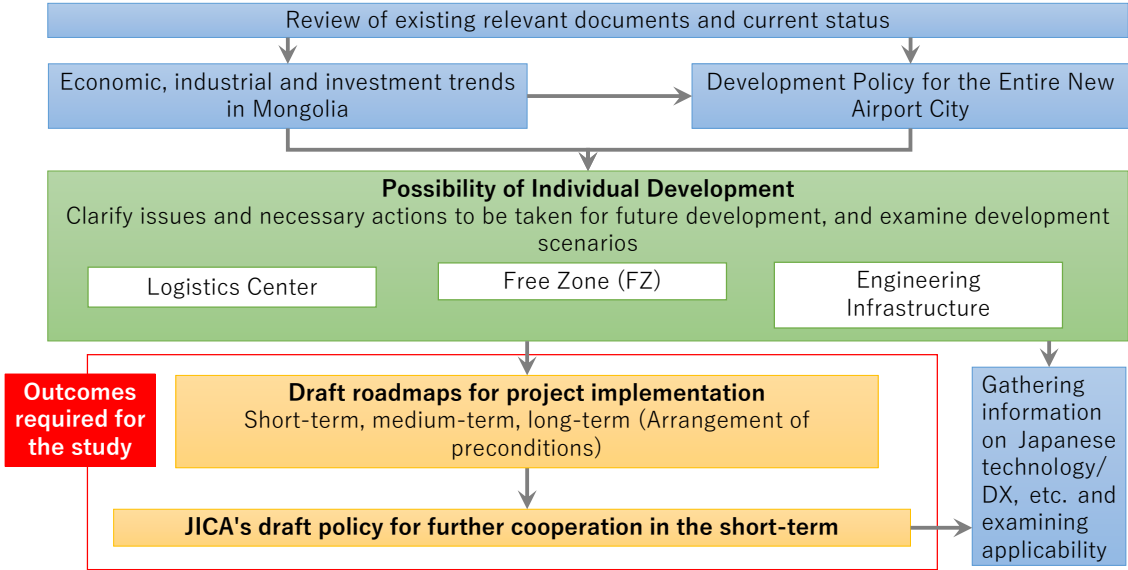 Review of existing relevant documents and current status
Economic, industrial and investment trends
in Mongolia
Development Policy for the Entire New
Airport City
Possibility of Individual Development
Clarify issues and necessary actions to be taken for future development, and examine development
scenarios
Logistics Center
Free Zone (FZ)
Engineering
Infrastructure
Outcomes
required for
the study
Draft roadmaps for project implementation
Short-term, medium-term, long-term (Arrangement of
preconditions)
JICA's draft policy for further cooperation in the short-term
Gathering
information
on Japanese
technology/
DX, etc. and
examining
applicability